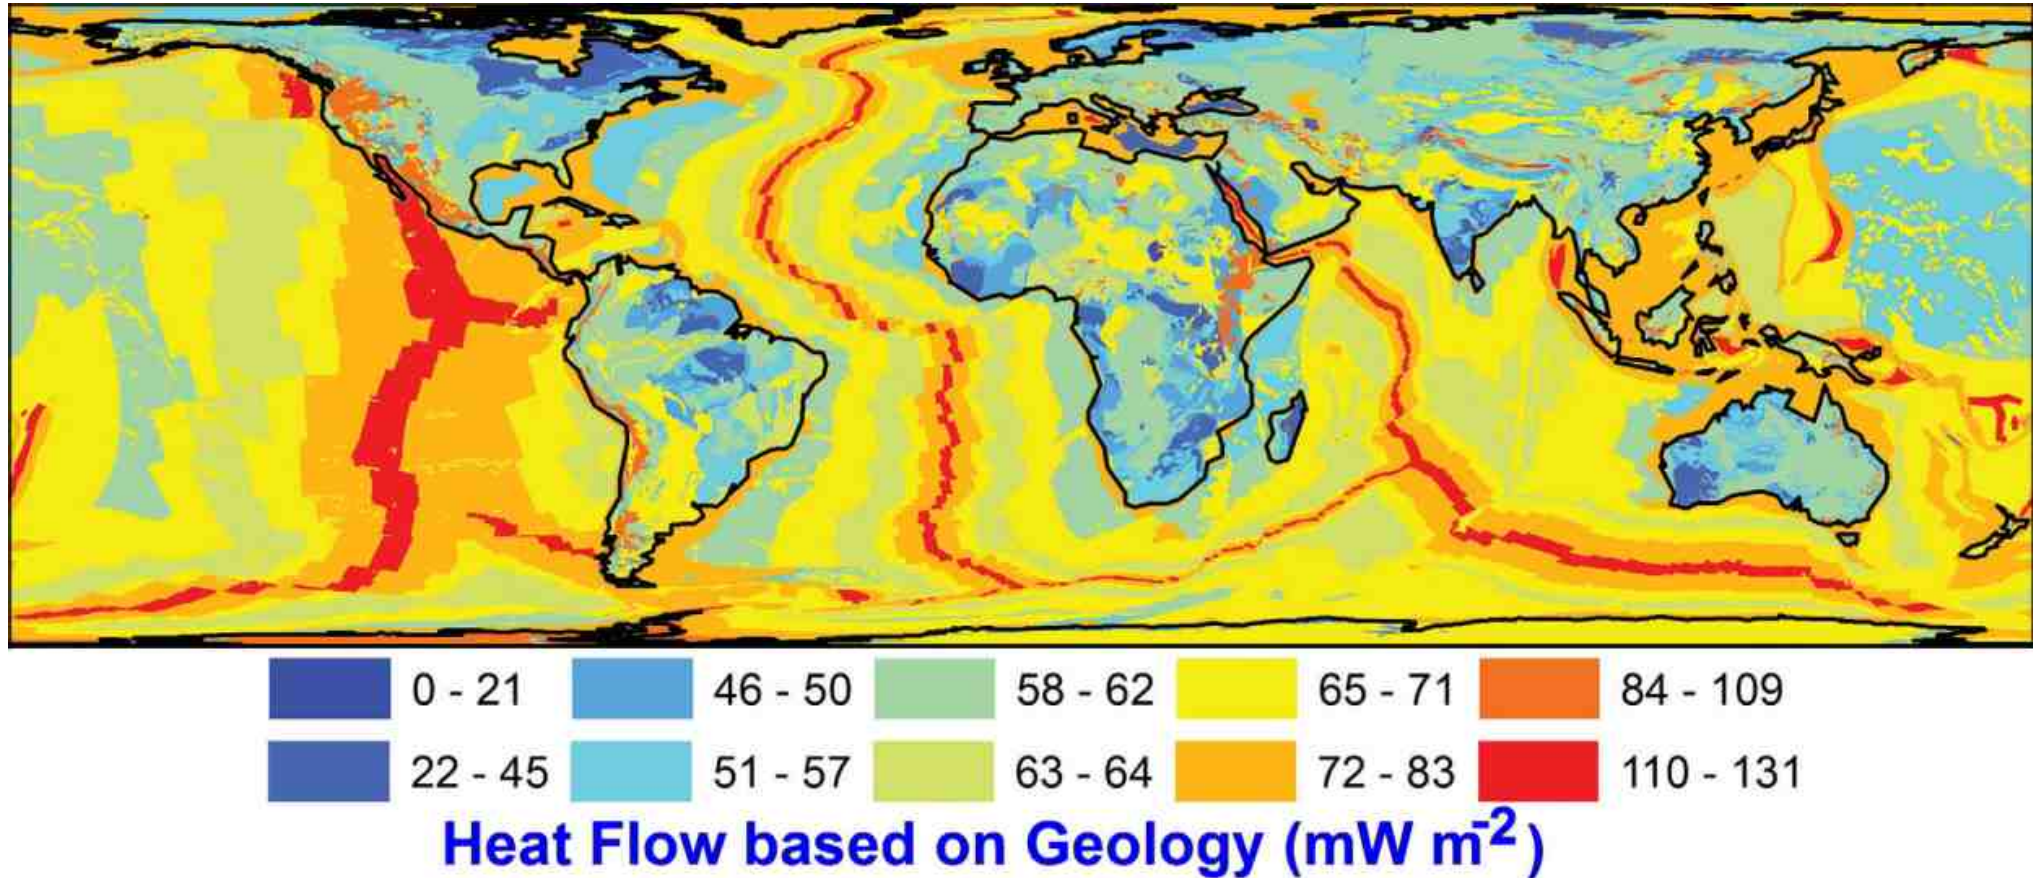 0 - 21 46 - 50 58 - 62 65 - 71 84 - 109
22 - 45 51 - 57 63 - 64 72 - 83 110 - 131
Heat Flow based on Geology (mW m-2)